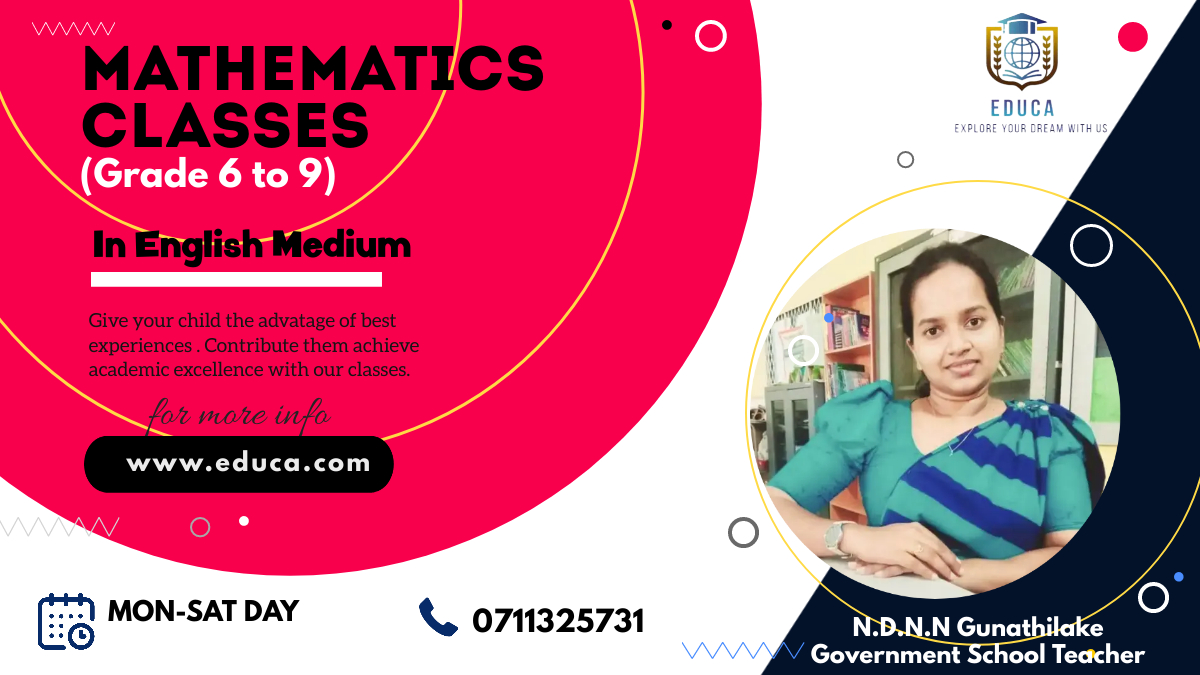 MATHEMATICS
CLASSES
(Grade 6 to 9)
In English Medium
Give your child the advatage of best
experiences . Contribute them achieve
academic excellence with our classes.
for more info
www.educa.com
MON-SAT DAY
0711325731
EDUCA
EXPLORE YOUR DREAM WITH US
N.D.N.N Gunathilake
Government School Teacher